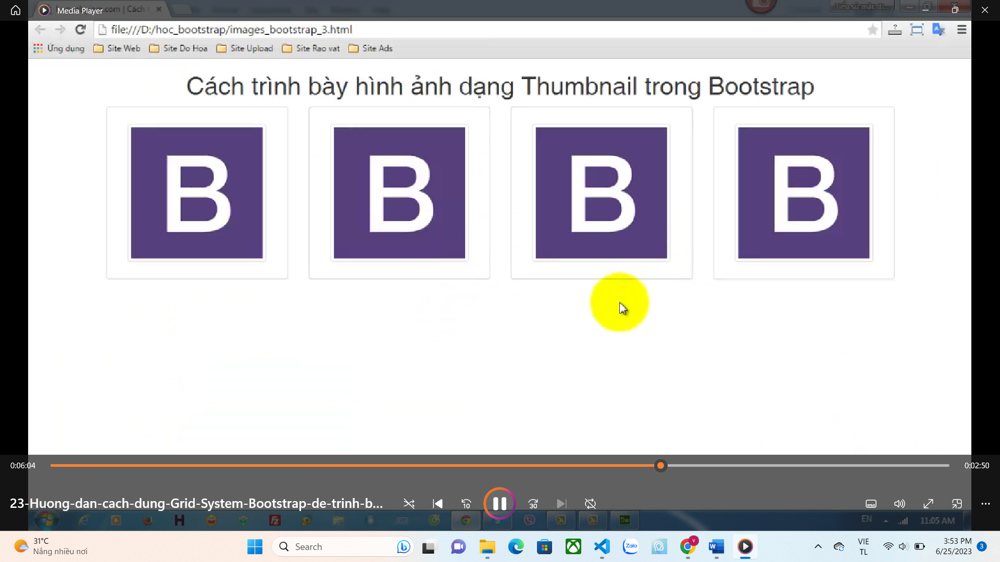 Media Player
.com | Cách t
file:///D:/hoc_bootstrap/images_bootstrap_3.html
Ứng dụng Site Web Site Do Hoa Site Upload Site Rao vat Site Ads
Cách trình bày hình ảnh dạng Thumbnail trong Bootstrap
B B B B
0:06:04 0:02:50
23-Huong-dan-cach-dung-Grid-System-Bootstrap-de-trinh-b... 10 30
EN 11:05 AM
31°C
Nắng nhiều nơi
Search
Zalo
V
VIE
TL
3:53 PM
6/25/2023
3